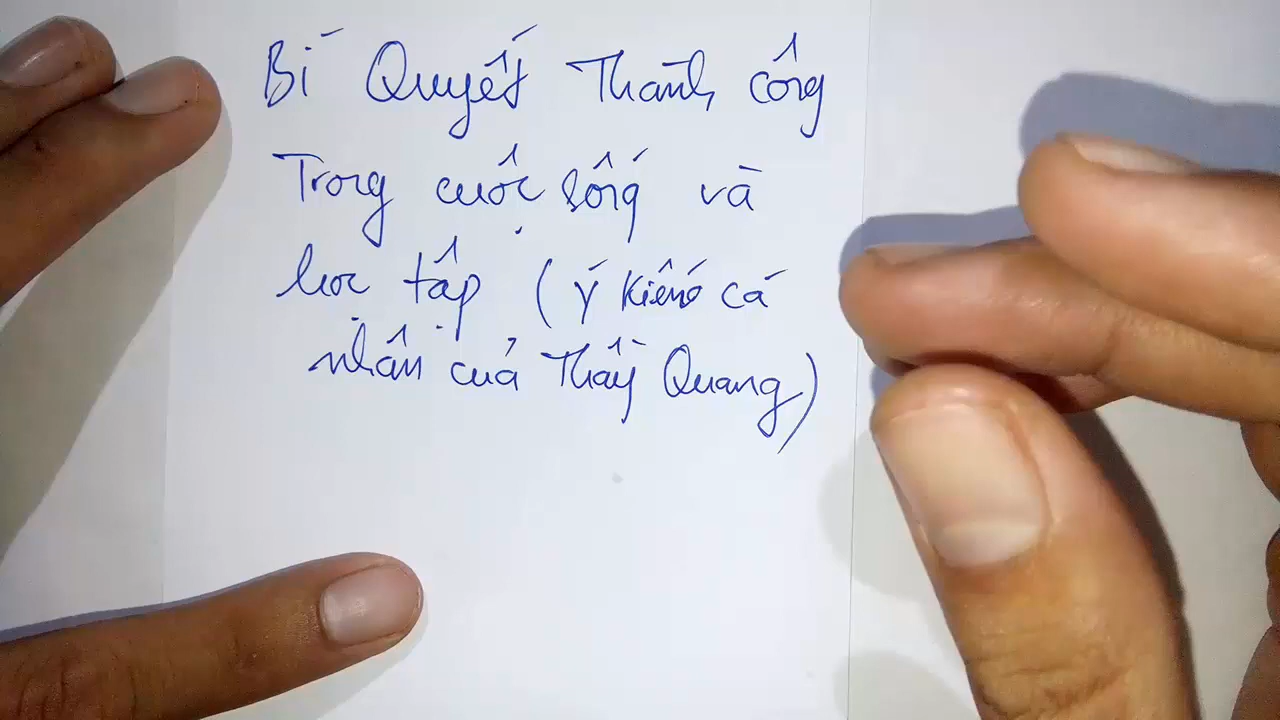 Bí Quyết Thành công
Trong cuộc sống và
học tập (ý kiến cá
nhân của Thầy Quang)